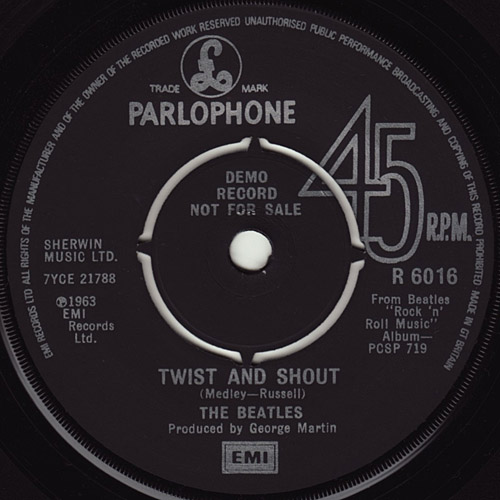 EMI RECORDS LTD ALL RIGHTS OF THE MANUFACTURER AND OF THE OWNER OF THE RECORDED WORK RESERVED UNAUTHORISED PUBLIC PERFORMANCE BROADCASTING AND COPYING OF THIS RECORD PROHIBITED MADE IN GT BRITAIN
£
TRADE MARK
PARLOPHONE
45
R.P.M.
DEMO
RECORD
NOT FOR SALE
SHERWIN
MUSIC LTD.
7YCE 21788
℗1963
EMI
Records
Ltd.
R 6016
From Beatles
"Rock 'n'
Roll Music"
Album—
PCSP 719
TWIST AND SHOUT
(Medley—Russell)
THE BEATLES
Produced by George Martin
EMI